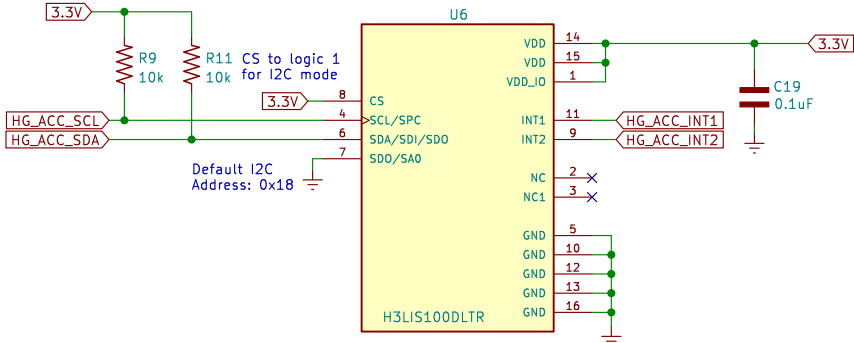 3.3V
U6
R9
10k
R11
10k
CS to logic 1
for I2C mode
3.3V
8
CS
HG_ACC_SCL
4
SCL/SPC
HG_ACC_SDA
6
SDA/SDI/SDO
7
SDO/SA0
Default I2C
Address: 0x18
VDD
14
3.3V
VDD
15
VDD_IO
1
C19
0.1uF
INT1
11
HG_ACC_INT1
INT2
9
HG_ACC_INT2
NC
2
NC1
3
GND
5
GND
10
GND
12
GND
13
GND
16
H3LIS100DLTR